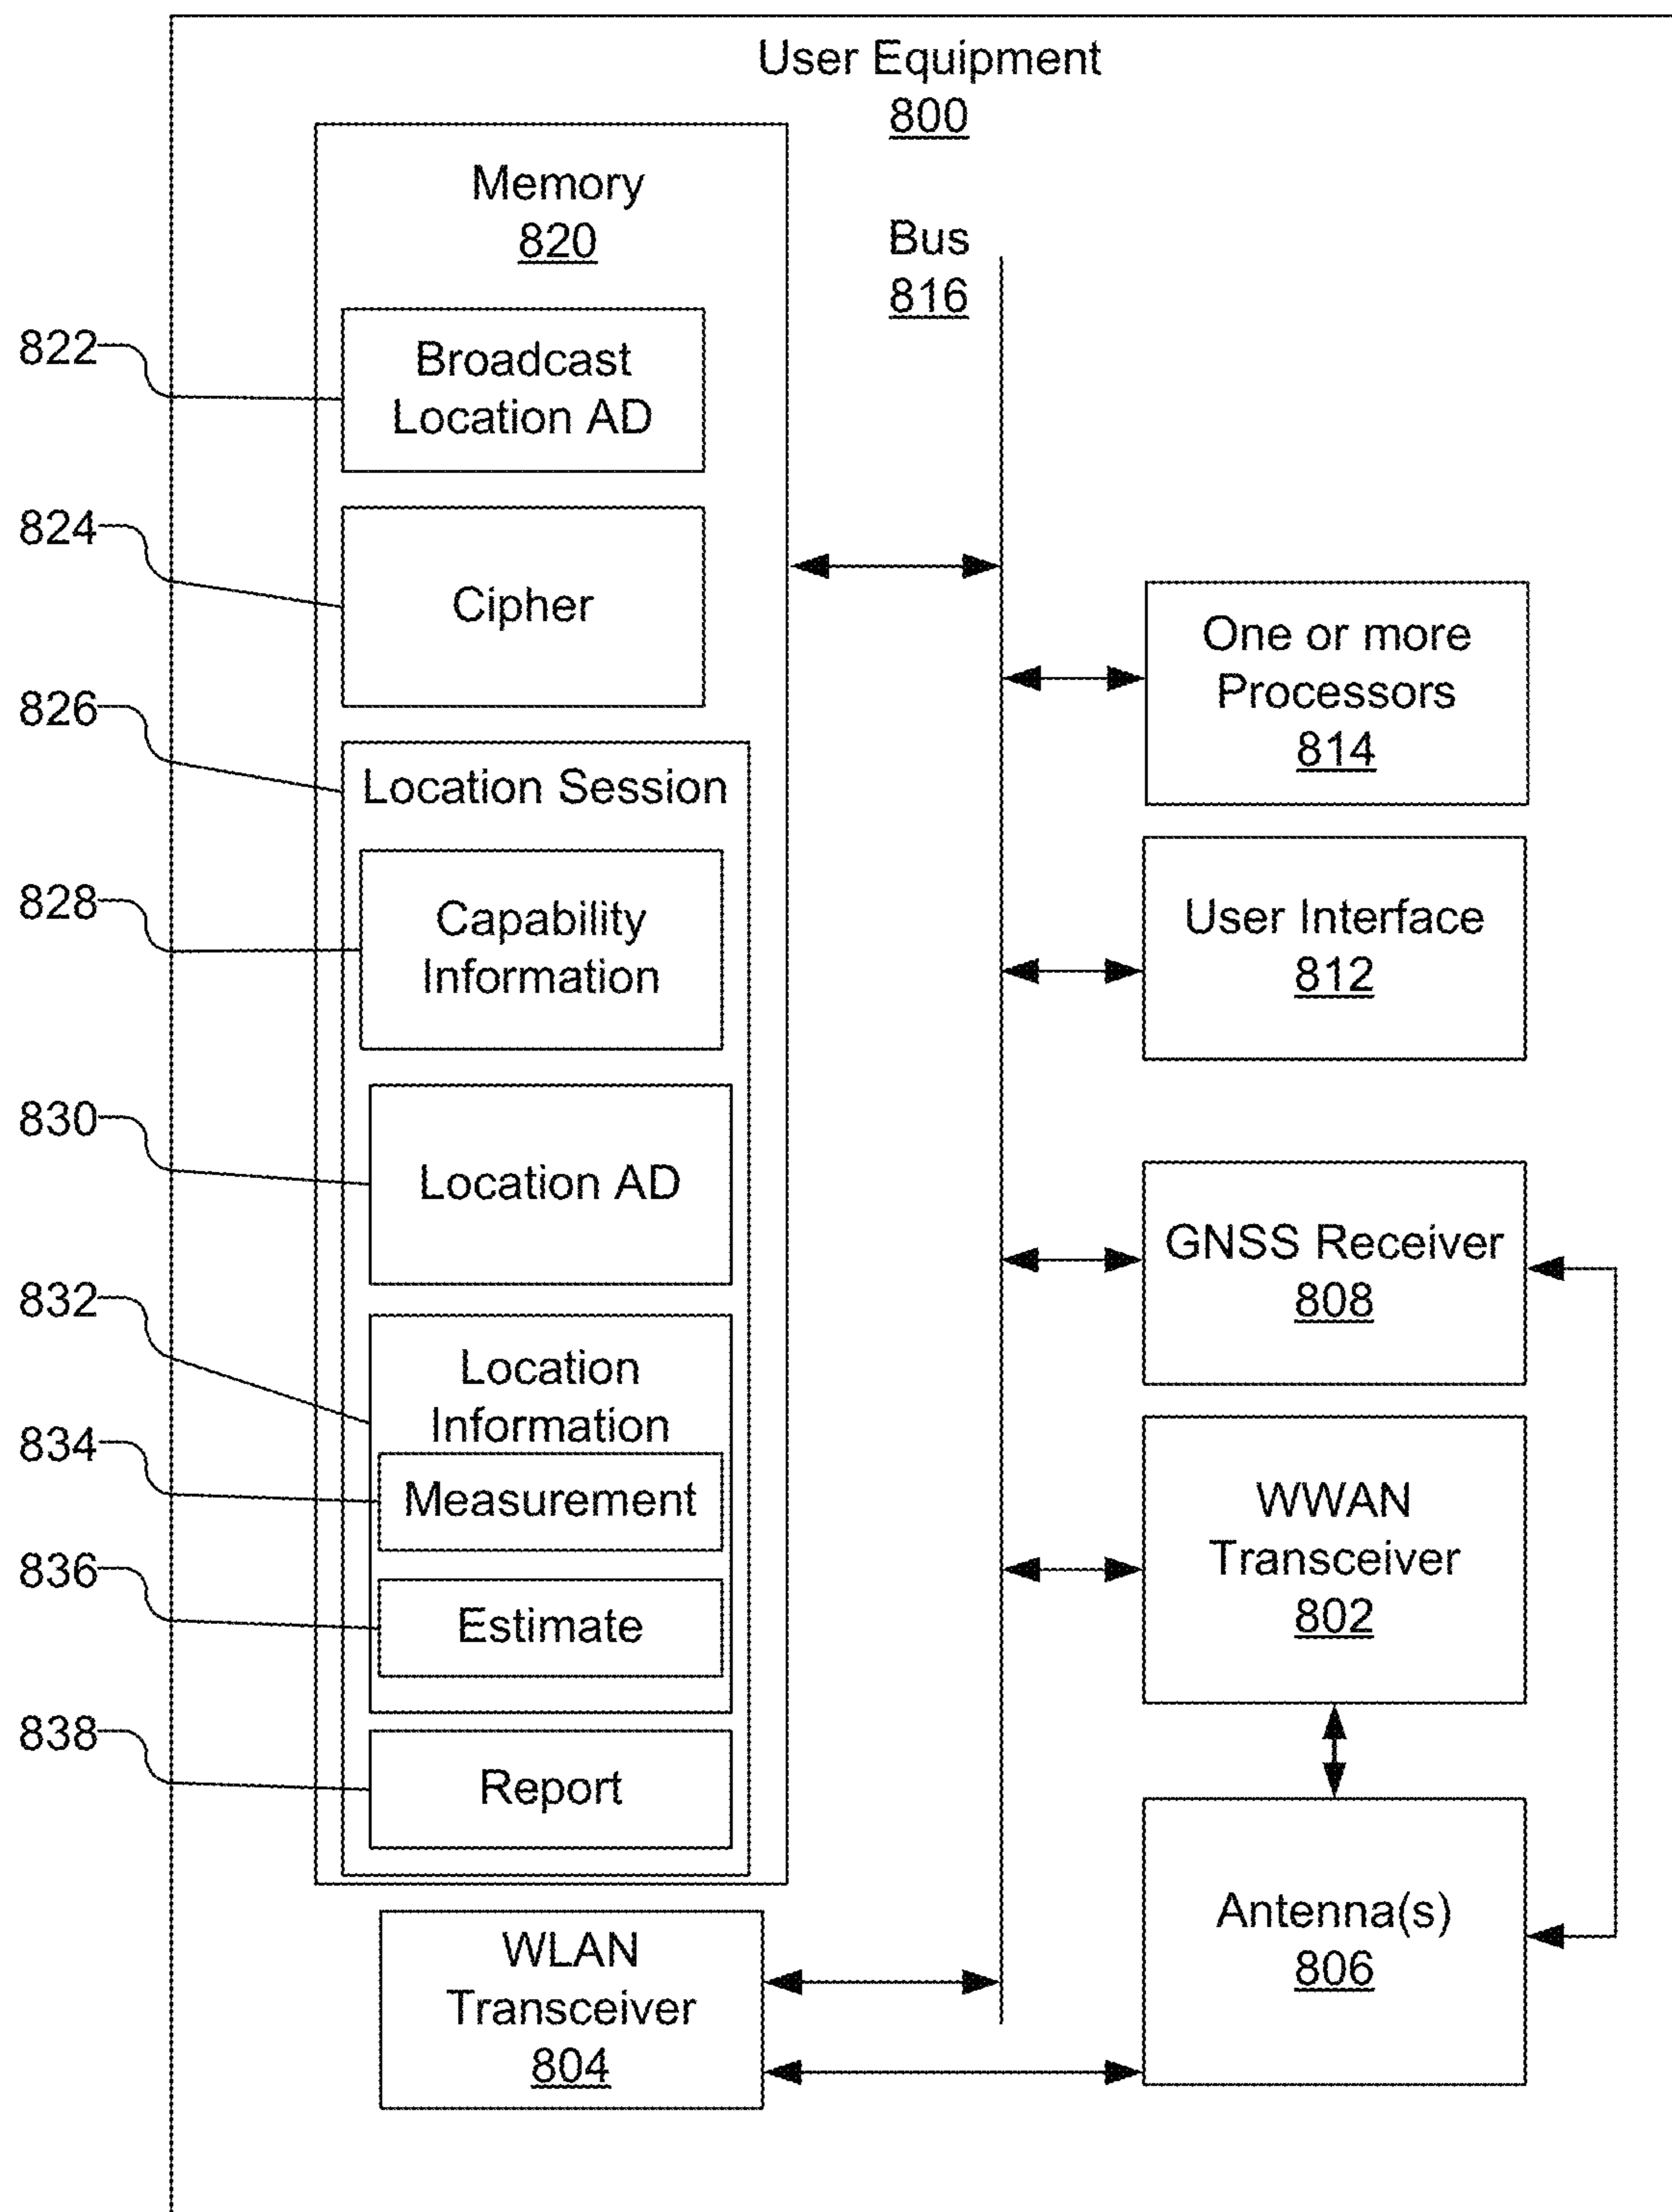 User Equipment
800
Memory
820
Bus
816
822
Broadcast
Location AD
824
Cipher
One or more
Processors
814
826
Location Session
828
Capability
Information
User Interface
812
830
Location AD
GNSS Receiver
808
832
Location
Information
834
Measurement
WWAN
Transceiver
802
836
Estimate
838
Report
Antenna(s)
806
WLAN
Transceiver
804